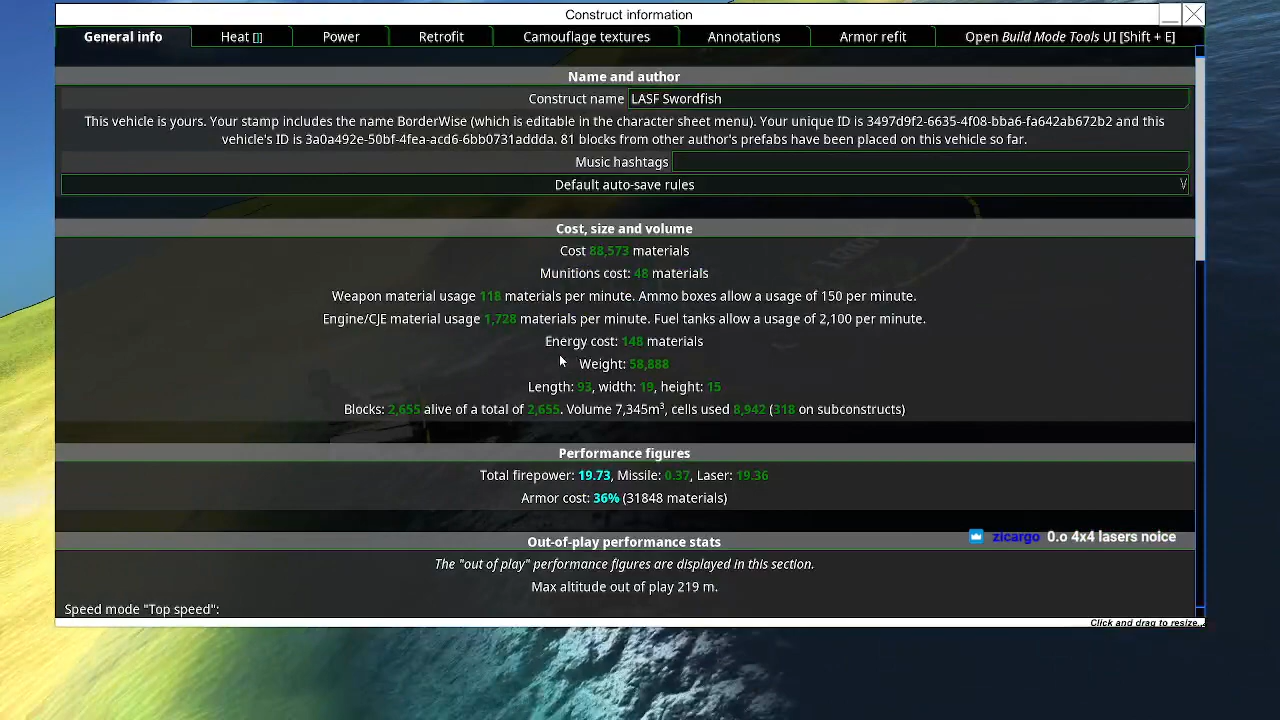 Construct information
General info
Heat []
Power
Retrofit
Camouflage textures
Annotations
Armor refit
Open Build Mode Tools UI [Shift + E]
Name and author
Construct name LASF Swordfish
This vehicle is yours. Your stamp includes the name BorderWise (which is editable in the character sheet menu). Your unique ID is 3497d9f2-6635-4f08-bba6-fa642ab672b2 and this
vehicle's ID is 3a0a492e-50bf-4fea-acd6-6bb0731addda. 81 blocks from other author's prefabs have been placed on this vehicle so far.
Music hashtags
Default auto-save rules V
Cost, size and volume
Cost 88,573 materials
Munitions cost: 48 materials
Weapon material usage 118 materials per minute. Ammo boxes allow a usage of 150 per minute.
Engine/CJE material usage 1,728 materials per minute. Fuel tanks allow a usage of 2,100 per minute.
Energy cost: 148 materials
Weight: 58,888
Length: 93, width: 19, height: 15
Blocks: 2,655 alive of a total of 2,655. Volume 7,345m³, cells used 8,942 (318 on subconstructs)
Performance figures
Total firepower: 19.73, Missile: 0.37, Laser: 19.36
Armor cost: 36% (31848 materials)
zicargo 0.o 4x4 lasers noice
Out-of-play performance stats
The "out of play" performance figures are displayed in this section.
Max altitude out of play 219 m.
Speed mode "Top speed":
Click and drag to resize.